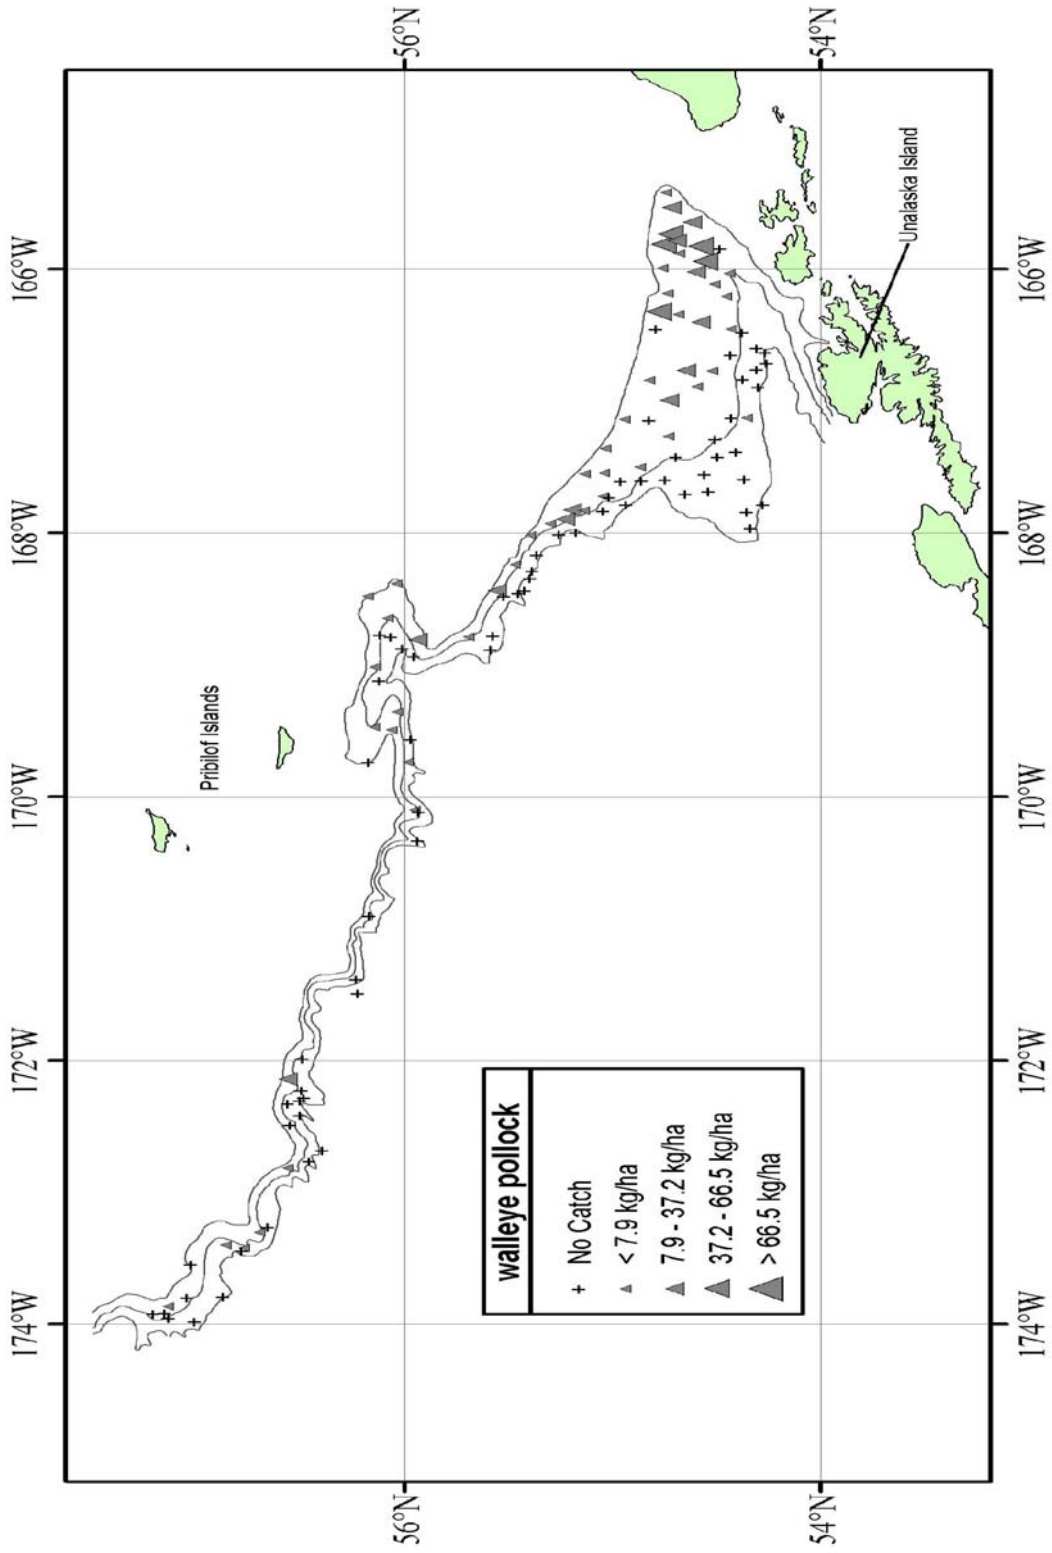 174°W
172°W
170°W
168°W
166°W
56°N
56°N
Pribilof Islands
walleye pollock
No Catch
< 7.9 kg/ha
7.9 - 37.2 kg/ha
37.2 - 66.5 kg/ha
> 66.5 kg/ha
Unalaska Island
54°N
54°N
174°W
172°W
170°W
168°W
166°W